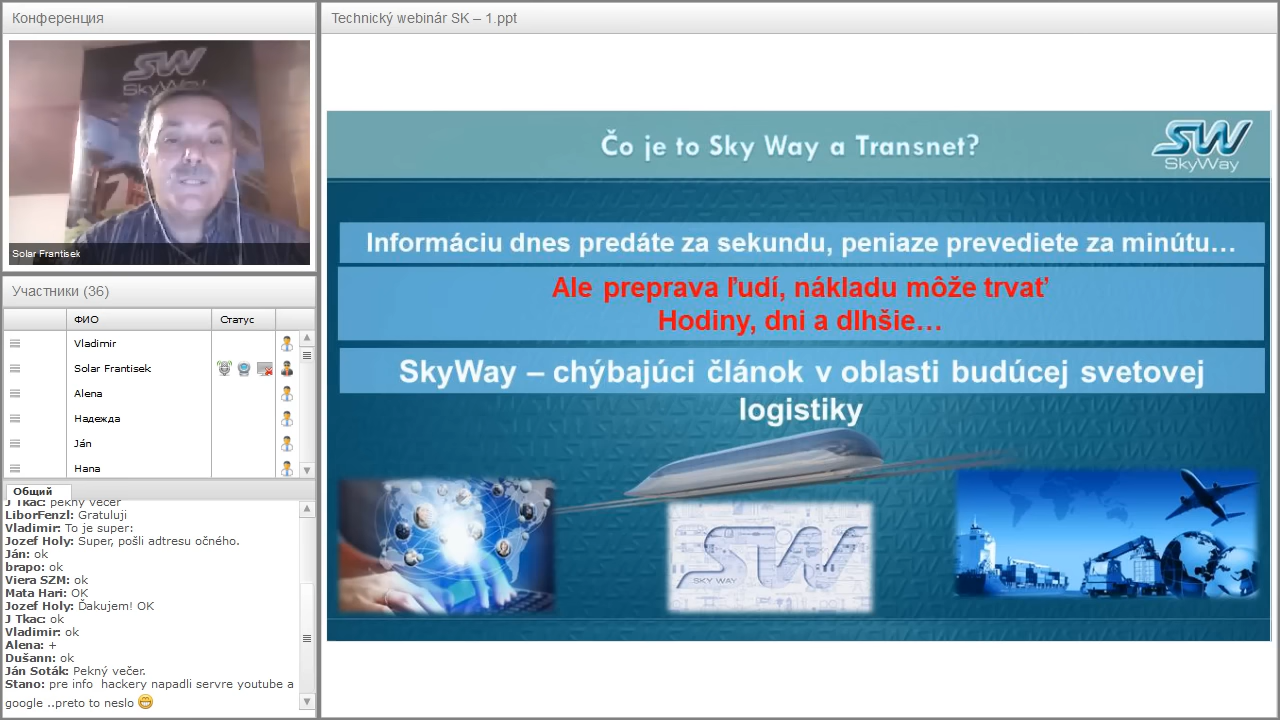 Конференция
SW
SkyWay
Solar Frantisek
Участники (36)
ФИО
Статус
Vladimir
Solar Frantisek
Alena
Надежда
Ján
Hana
Общий
J Tkac: pekný večer
LiborFenzl: Gratuluji
Vladimir: To je super:
Jozef Holy: Super, pošli adtresu očného.
Ján: ok
brapo: ok
Viera SZM: ok
Mata Hari: OK
Jozef Holy: Ďakujem! OK
J Tkac: ok
Vladimir: ok
Alena: +
Dušann: ok
Ján Soták: Pekný večer.
Stano: pre info hackery napadli servre youtube a
google ..preto to neslo
Technický webinár SK – 1.ppt
Čo je to Sky Way a Transnet?
SW
SkyWay
Informáciu dnes predáte za sekundu, peniaze prevediete za minútu…
Ale preprava ľudí, nákladu môže trvať
Hodiny, dni a dlhšie…
SkyWay – chýbajúci článok v oblasti budúcej svetovej
logistiky
SW
SKY WAY